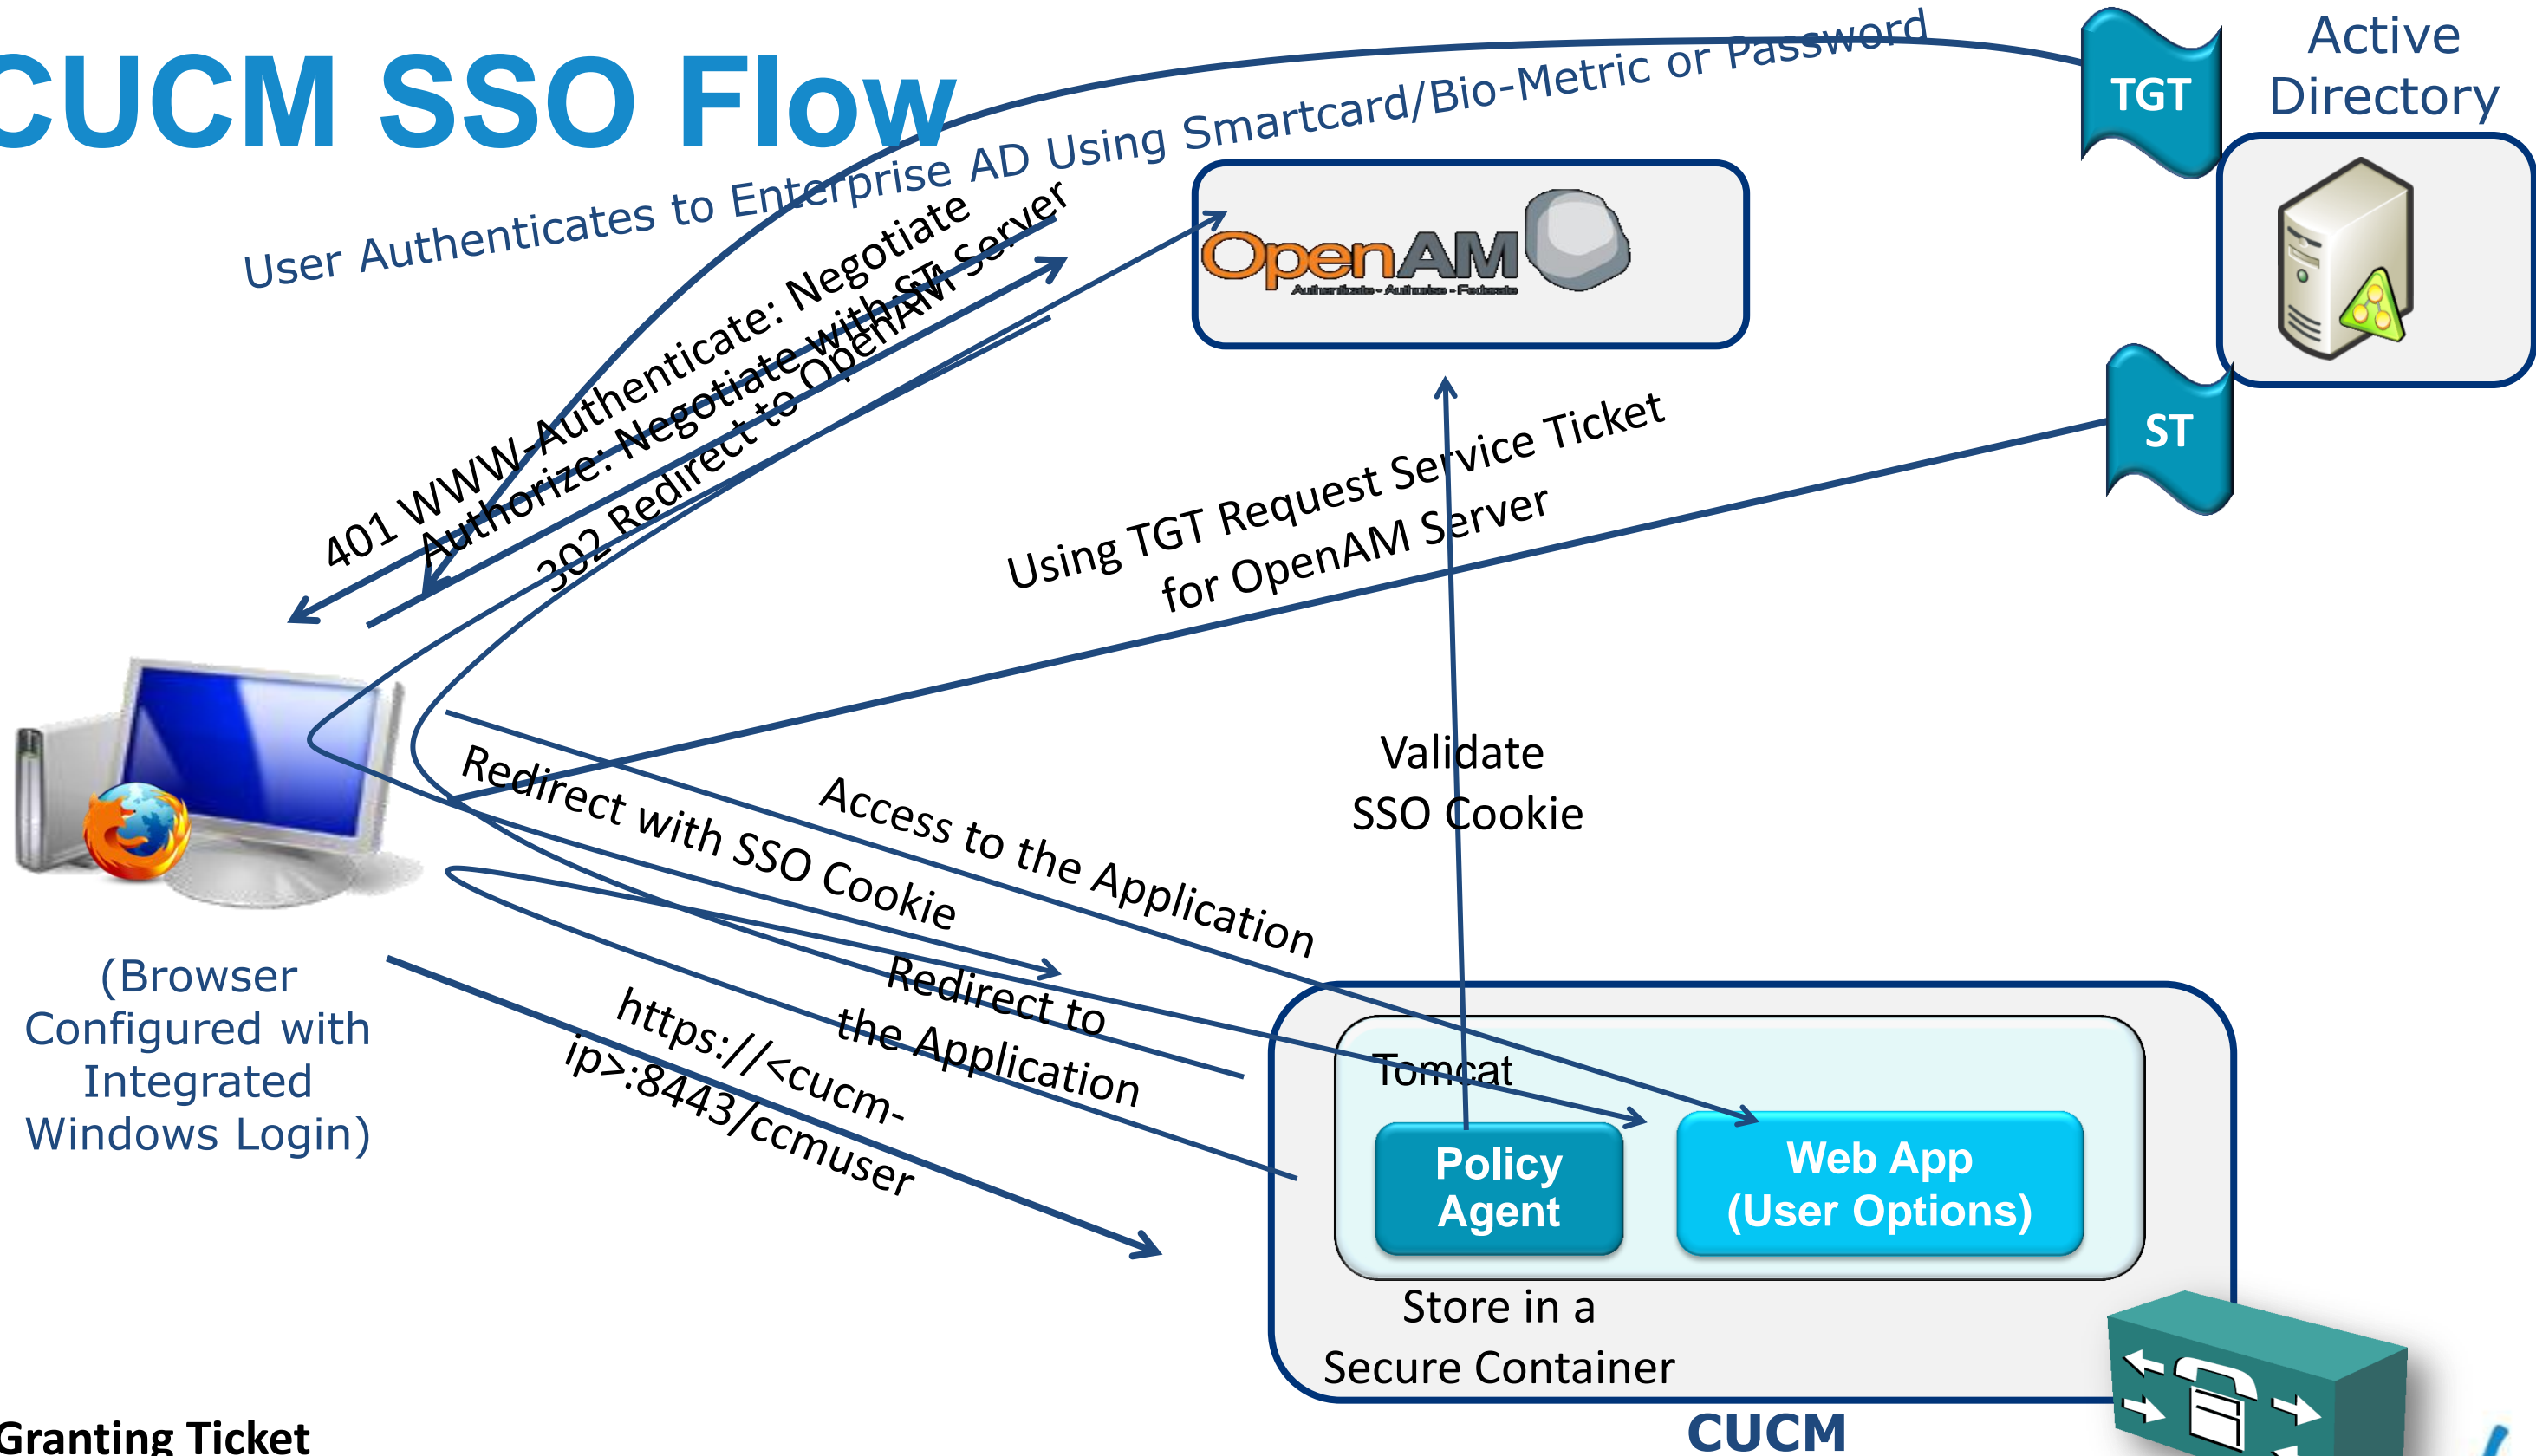 CUCM SSO Flow
User Authenticates to Enterprise AD Using Smartcard/Bio-Metric or Password
TGT
Active
Directory
OpenAM
Authenticate - Authorise - Federate
401 WWW-Authenticate: Negotiate
Authorize: Negotiate with ST
302 Redirect to OpenAM Server
ST
Using TGT Request Service Ticket
for OpenAM Server
Validate
SSO Cookie
Redirect with SSO Cookie
Access to the Application
Redirect to
the Application
https://<cucm-
ip>:8443/ccmuser
(Browser
Configured with
Integrated
Windows Login)
Tomcat
Policy
Agent
Web App
(User Options)
Store in a
Secure Container
CUCM
Granting Ticket